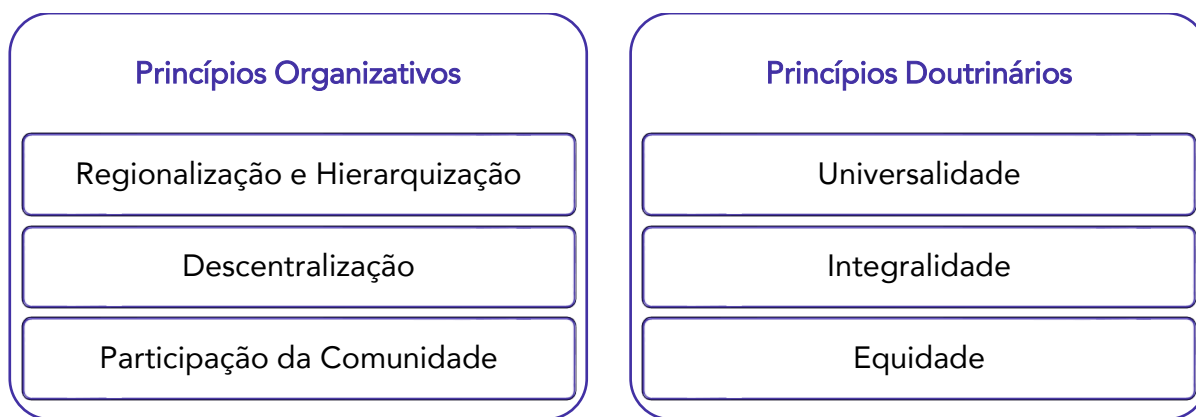 Princípios Organizativos
Regionalização e Hierarquização
Descentralização
Participação da Comunidade
Princípios Doutrinários
Universalidade
Integralidade
Equidade